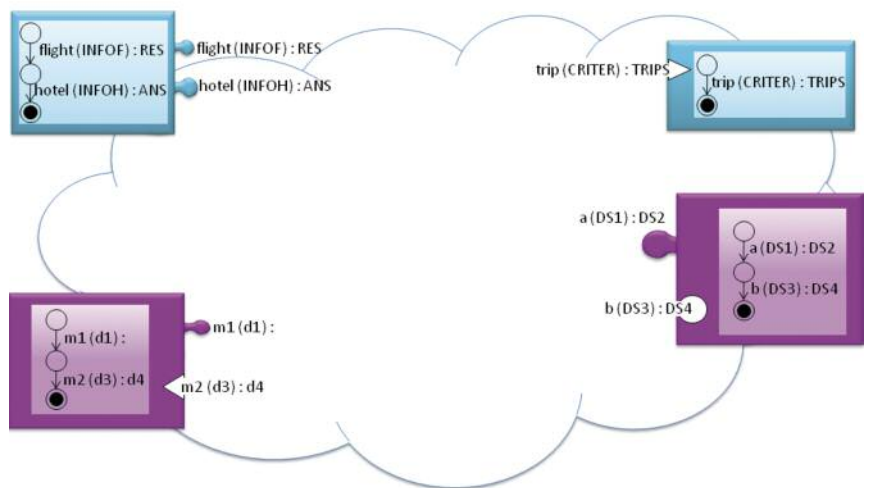 flight (INFOF) : RES
hotel (INFOH) : ANS
flight (INFOF) : RES
hotel (INFOH) : ANS
trip (CRITER) : TRIPS
trip (CRITER) : TRIPS
a (DS1) : DS2
b (DS3) : DS4
a (DS1) : DS2
b (DS3) : DS4
m1 (d1) :
m2 (d3) : d4
m1 (d1) :
m2 (d3) : d4